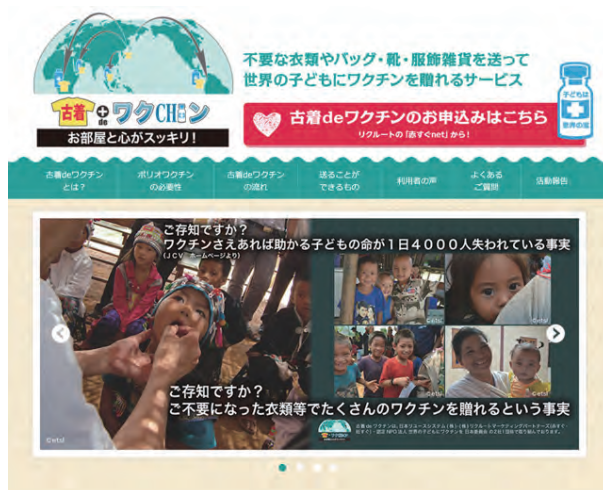 不要な衣類やバッグ・靴・服飾雑貨を送って
世界の子どもにワクチンを贈れるサービス
子どもは
世界の宝
古着 de ワクCHン
お部屋と心がスッキリ!
古着deワクチンのお申込みはこちら
リクルートの「赤すぐnet」から!
古着deワクチン
とは?
ポリオワクチン
の必要性
古着deワクチン
の流れ
送ることが
できるもの
利用者の声
よくある
ご質問
活動報告
ご存知ですか?
ワクチンさえあれば助かる子どもの命が1日4000人失われている事実
(JCV ホームページより)
©etsl
©etsl
©etsl
©etsl
ご存知ですか?
ご不要になった衣類等でたくさんのワクチンを贈れるという事実
©etsl